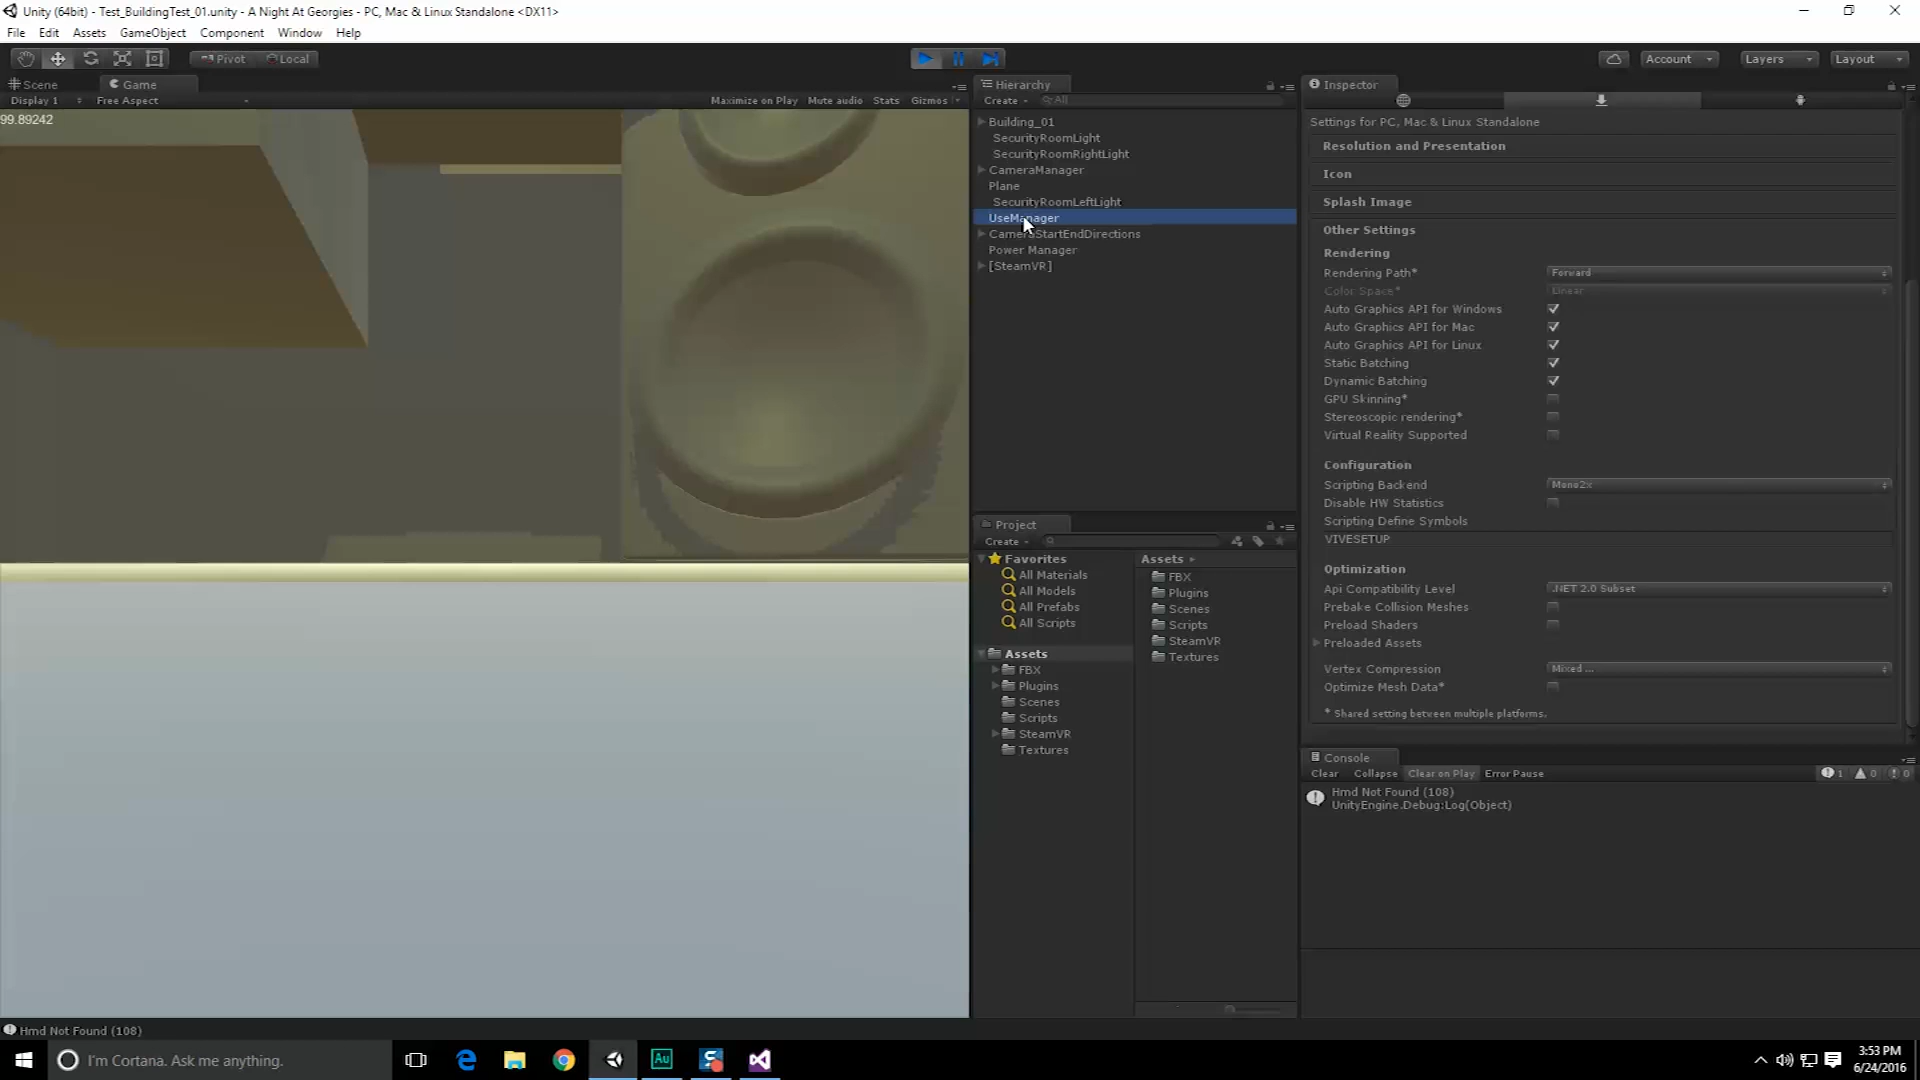 Unity (64bit) - Test_BuildingTest_01.unity - A Night At Georgies - PC, Mac & Linux Standalone <DX11>
File Edit Assets GameObject Component Window Help
Pivot Local Account Layers Layout
Scene Game
Display 1 Free Aspect Maximize on Play Mute audio Stats Gizmos
99.89242
Hierarchy
Create All
Building_01
SecurityRoomLight
SecurityRoomRightLight
CameraManager
Plane
SecurityRoomLeftLight
UseManager
CameraStartEndDirections
Power Manager
[SteamVR]
Project
Create
Favorites
All Materials
All Models
All Prefabs
All Scripts
Assets
FBX
Plugins
Scenes
Scripts
SteamVR
Textures
Assets
FBX
Plugins
Scenes
Scripts
SteamVR
Textures
Inspector
Settings for PC, Mac & Linux Standalone
Resolution and Presentation
Icon
Splash Image
Other Settings
Rendering
Rendering Path* Forward
Color Space* Linear
Auto Graphics API for Windows
Auto Graphics API for Mac
Auto Graphics API for Linux
Static Batching
Dynamic Batching
GPU Skinning*
Stereoscopic rendering*
Virtual Reality Supported
Configuration
Scripting Backend Mono2x
Disable HW Statistics
Scripting Define Symbols
VIVESETUP
Optimization
Api Compatibility Level .NET 2.0 Subset
Prebake Collision Meshes
Preload Shaders
Preloaded Assets
Vertex Compression Mixed ...
Optimize Mesh Data*
* Shared setting between multiple platforms.
Console
Clear Collapse Clear on Play Error Pause 1 0 0
Hmd Not Found (108)
UnityEngine.Debug:Log(Object)
Hmd Not Found (108)
I'm Cortana. Ask me anything.
Au
3:53 PM
6/24/2016